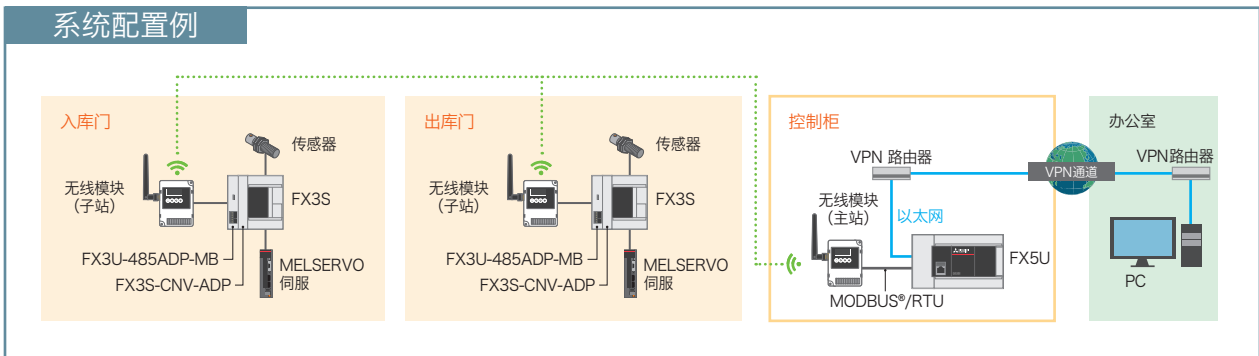 系统配置例
入库门
传感器
无线模块
（子站）
FX3S
FX3U-485ADP-MB
FX3S-CNV-ADP
MELSERVO
伺服
出库门
传感器
无线模块
（子站）
FX3S
FX3U-485ADP-MB
FX3S-CNV-ADP
MELSERVO
伺服
控制柜
VPN 路由器
无线模块
（主站）
以太网
FX5U
MODBUS®/RTU
VPN通道
办公室
VPN路由器
PC